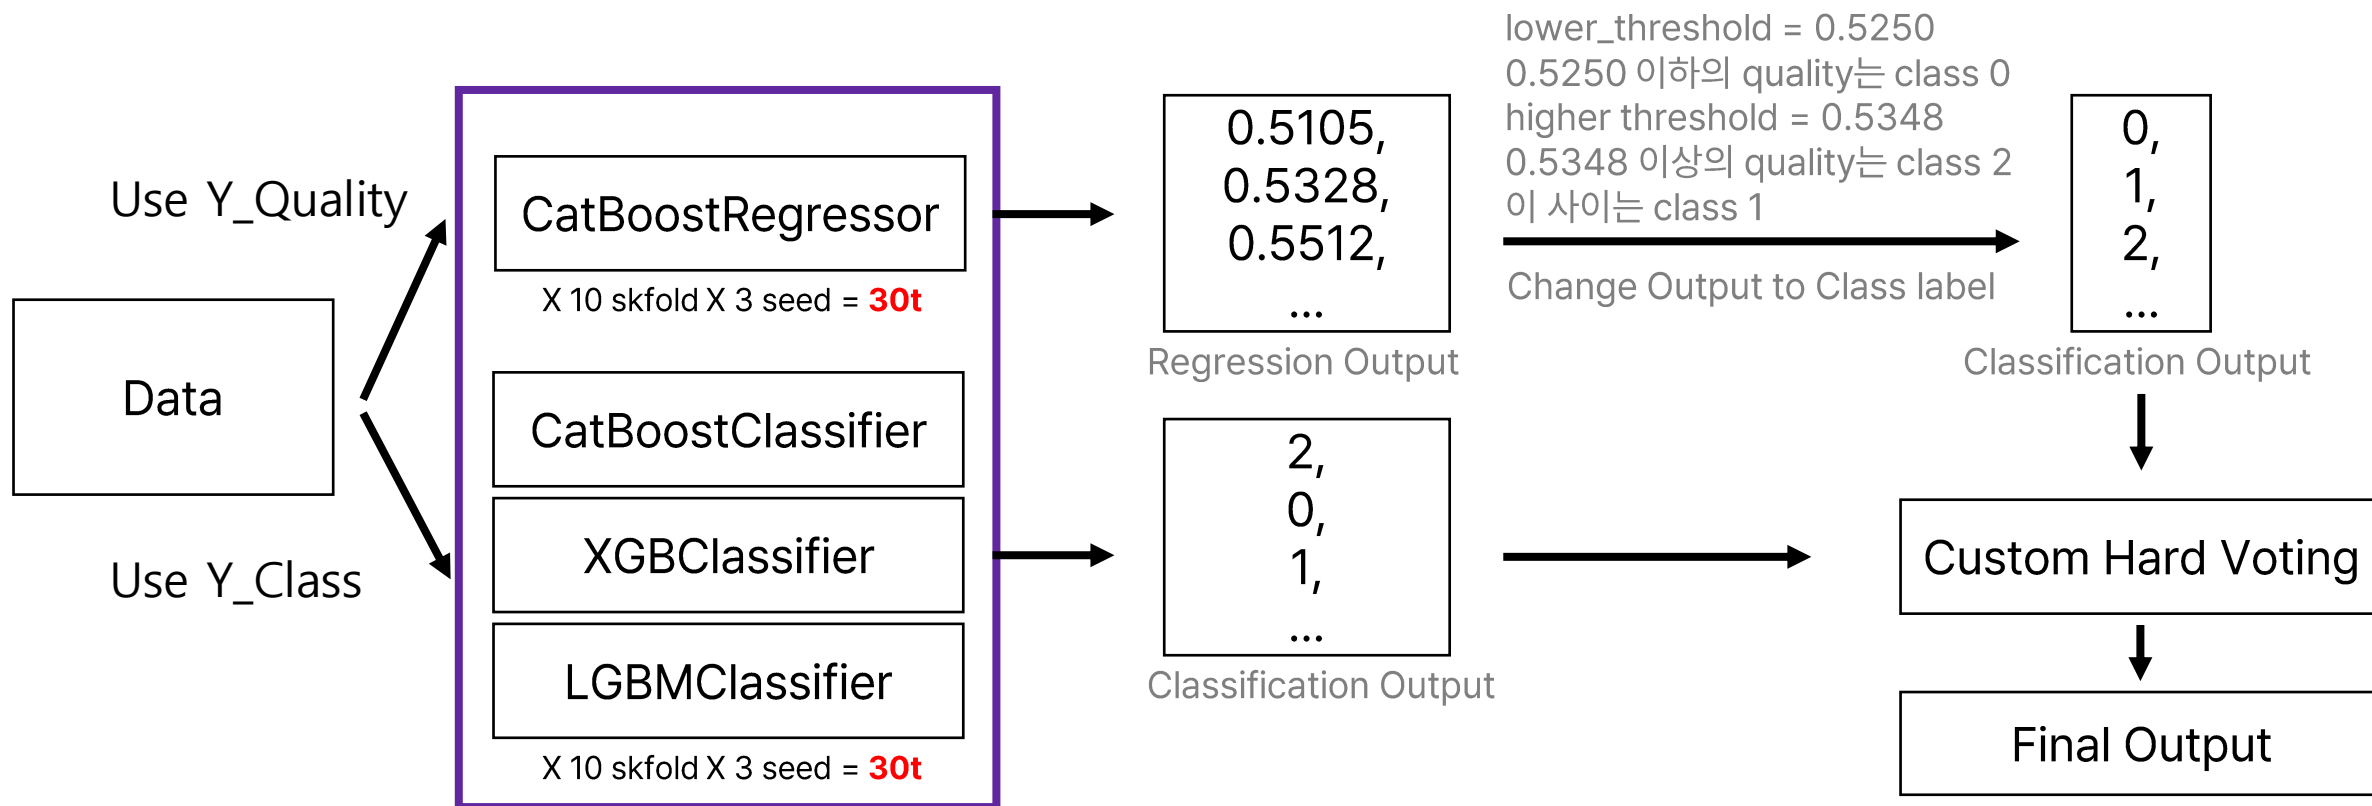 Data
Use Y_Quality
Use Y_Class
CatBoostRegressor
X 10 skfold X 3 seed = 30t
CatBoostClassifier
XGBClassifier
LGBMClassifier
X 10 skfold X 3 seed = 30t
0.5105,
0.5328,
0.5512,
...
Regression Output
2,
0,
1,
...
Classification Output
lower_threshold = 0.5250
0.5250 이하의 quality는 class 0
higher threshold = 0.5348
0.5348 이상의 quality는 class 2
이 사이는 class 1
Change Output to Class label
0,
1,
2,
...
Classification Output
Custom Hard Voting
Final Output